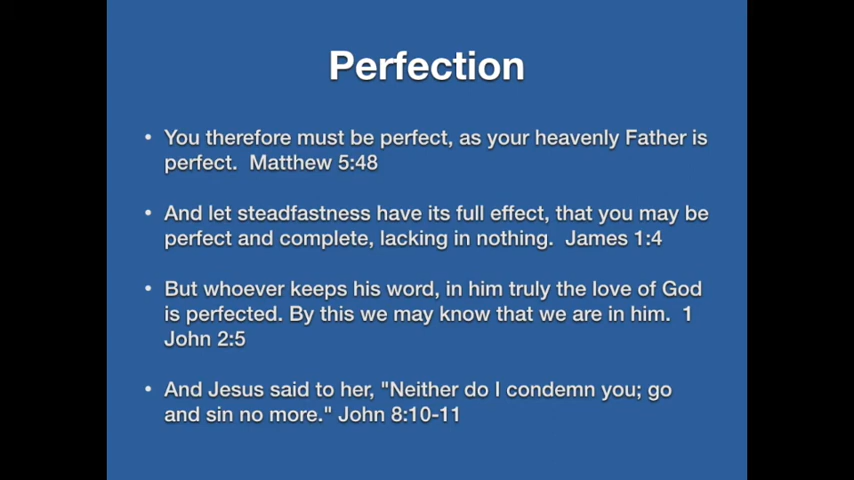 Perfection
• You therefore must be perfect, as your heavenly Father is
perfect.  Matthew 5:48
• And let steadfastness have its full effect, that you may be
perfect and complete, lacking in nothing.  James 1:4
• But whoever keeps his word, in him truly the love of God
is perfected. By this we may know that we are in him.  1
John 2:5
• And Jesus said to her, "Neither do I condemn you; go
and sin no more." John 8:10-11